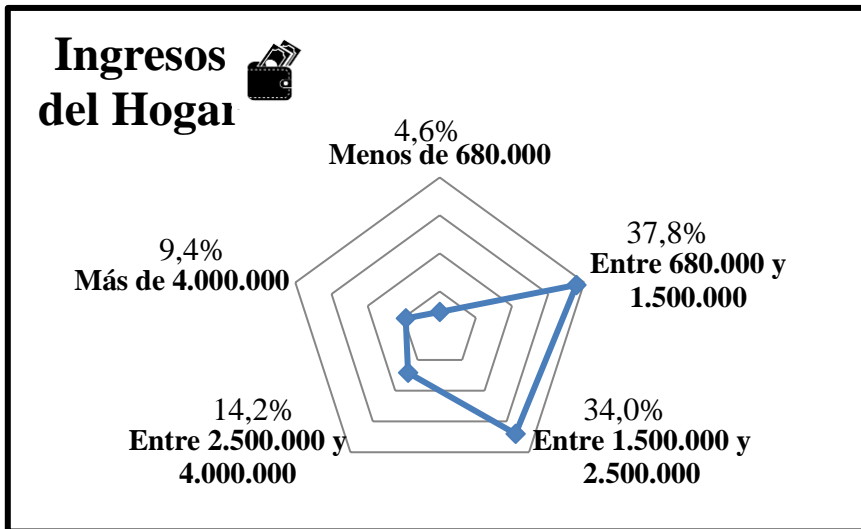 Ingresos
del Hogar
4,6%
Menos de 680.000
37,8%
Entre 680.000 y
1.500.000
34,0%
Entre 1.500.000 y
2.500.000
14,2%
Entre 2.500.000 y
4.000.000
9,4%
Más de 4.000.000